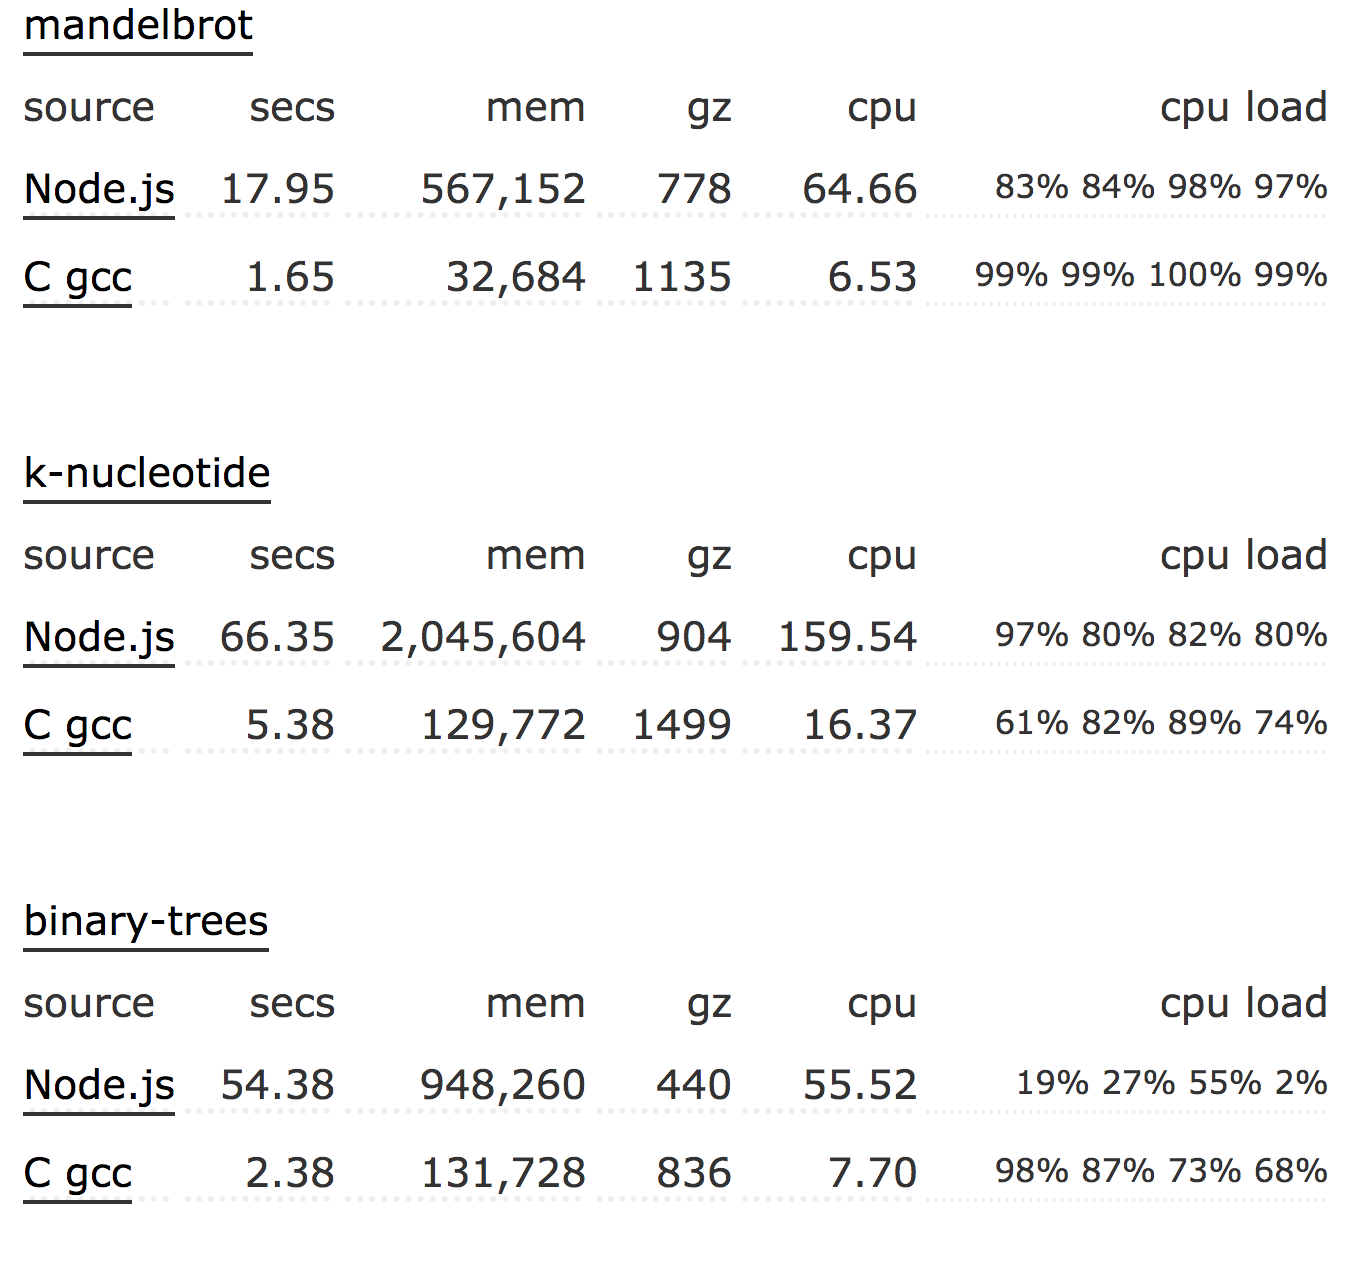 mandelbrot
source secs mem gz cpu cpu load
Node.js 17.95 567,152 778 64.66 83% 84% 98% 97%
C gcc 1.65 32,684 1135 6.53 99% 99% 100% 99%
k-nucleotide
source secs mem gz cpu cpu load
Node.js 66.35 2,045,604 904 159.54 97% 80% 82% 80%
C gcc 5.38 129,772 1499 16.37 61% 82% 89% 74%
binary-trees
source secs mem gz cpu cpu load
Node.js 54.38 948,260 440 55.52 19% 27% 55% 2%
C gcc 2.38 131,728 836 7.70 98% 87% 73% 68%